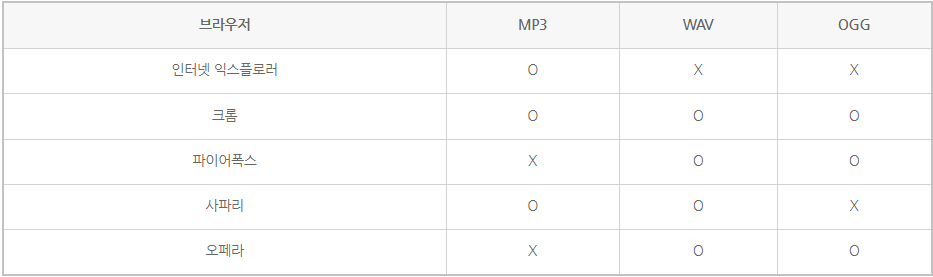 브라우저 MP3 WAV OGG
인터넷 익스플로러 O X X
크롬 O O O
파이어폭스 X O O
사파리 O O X
오페라 X O O